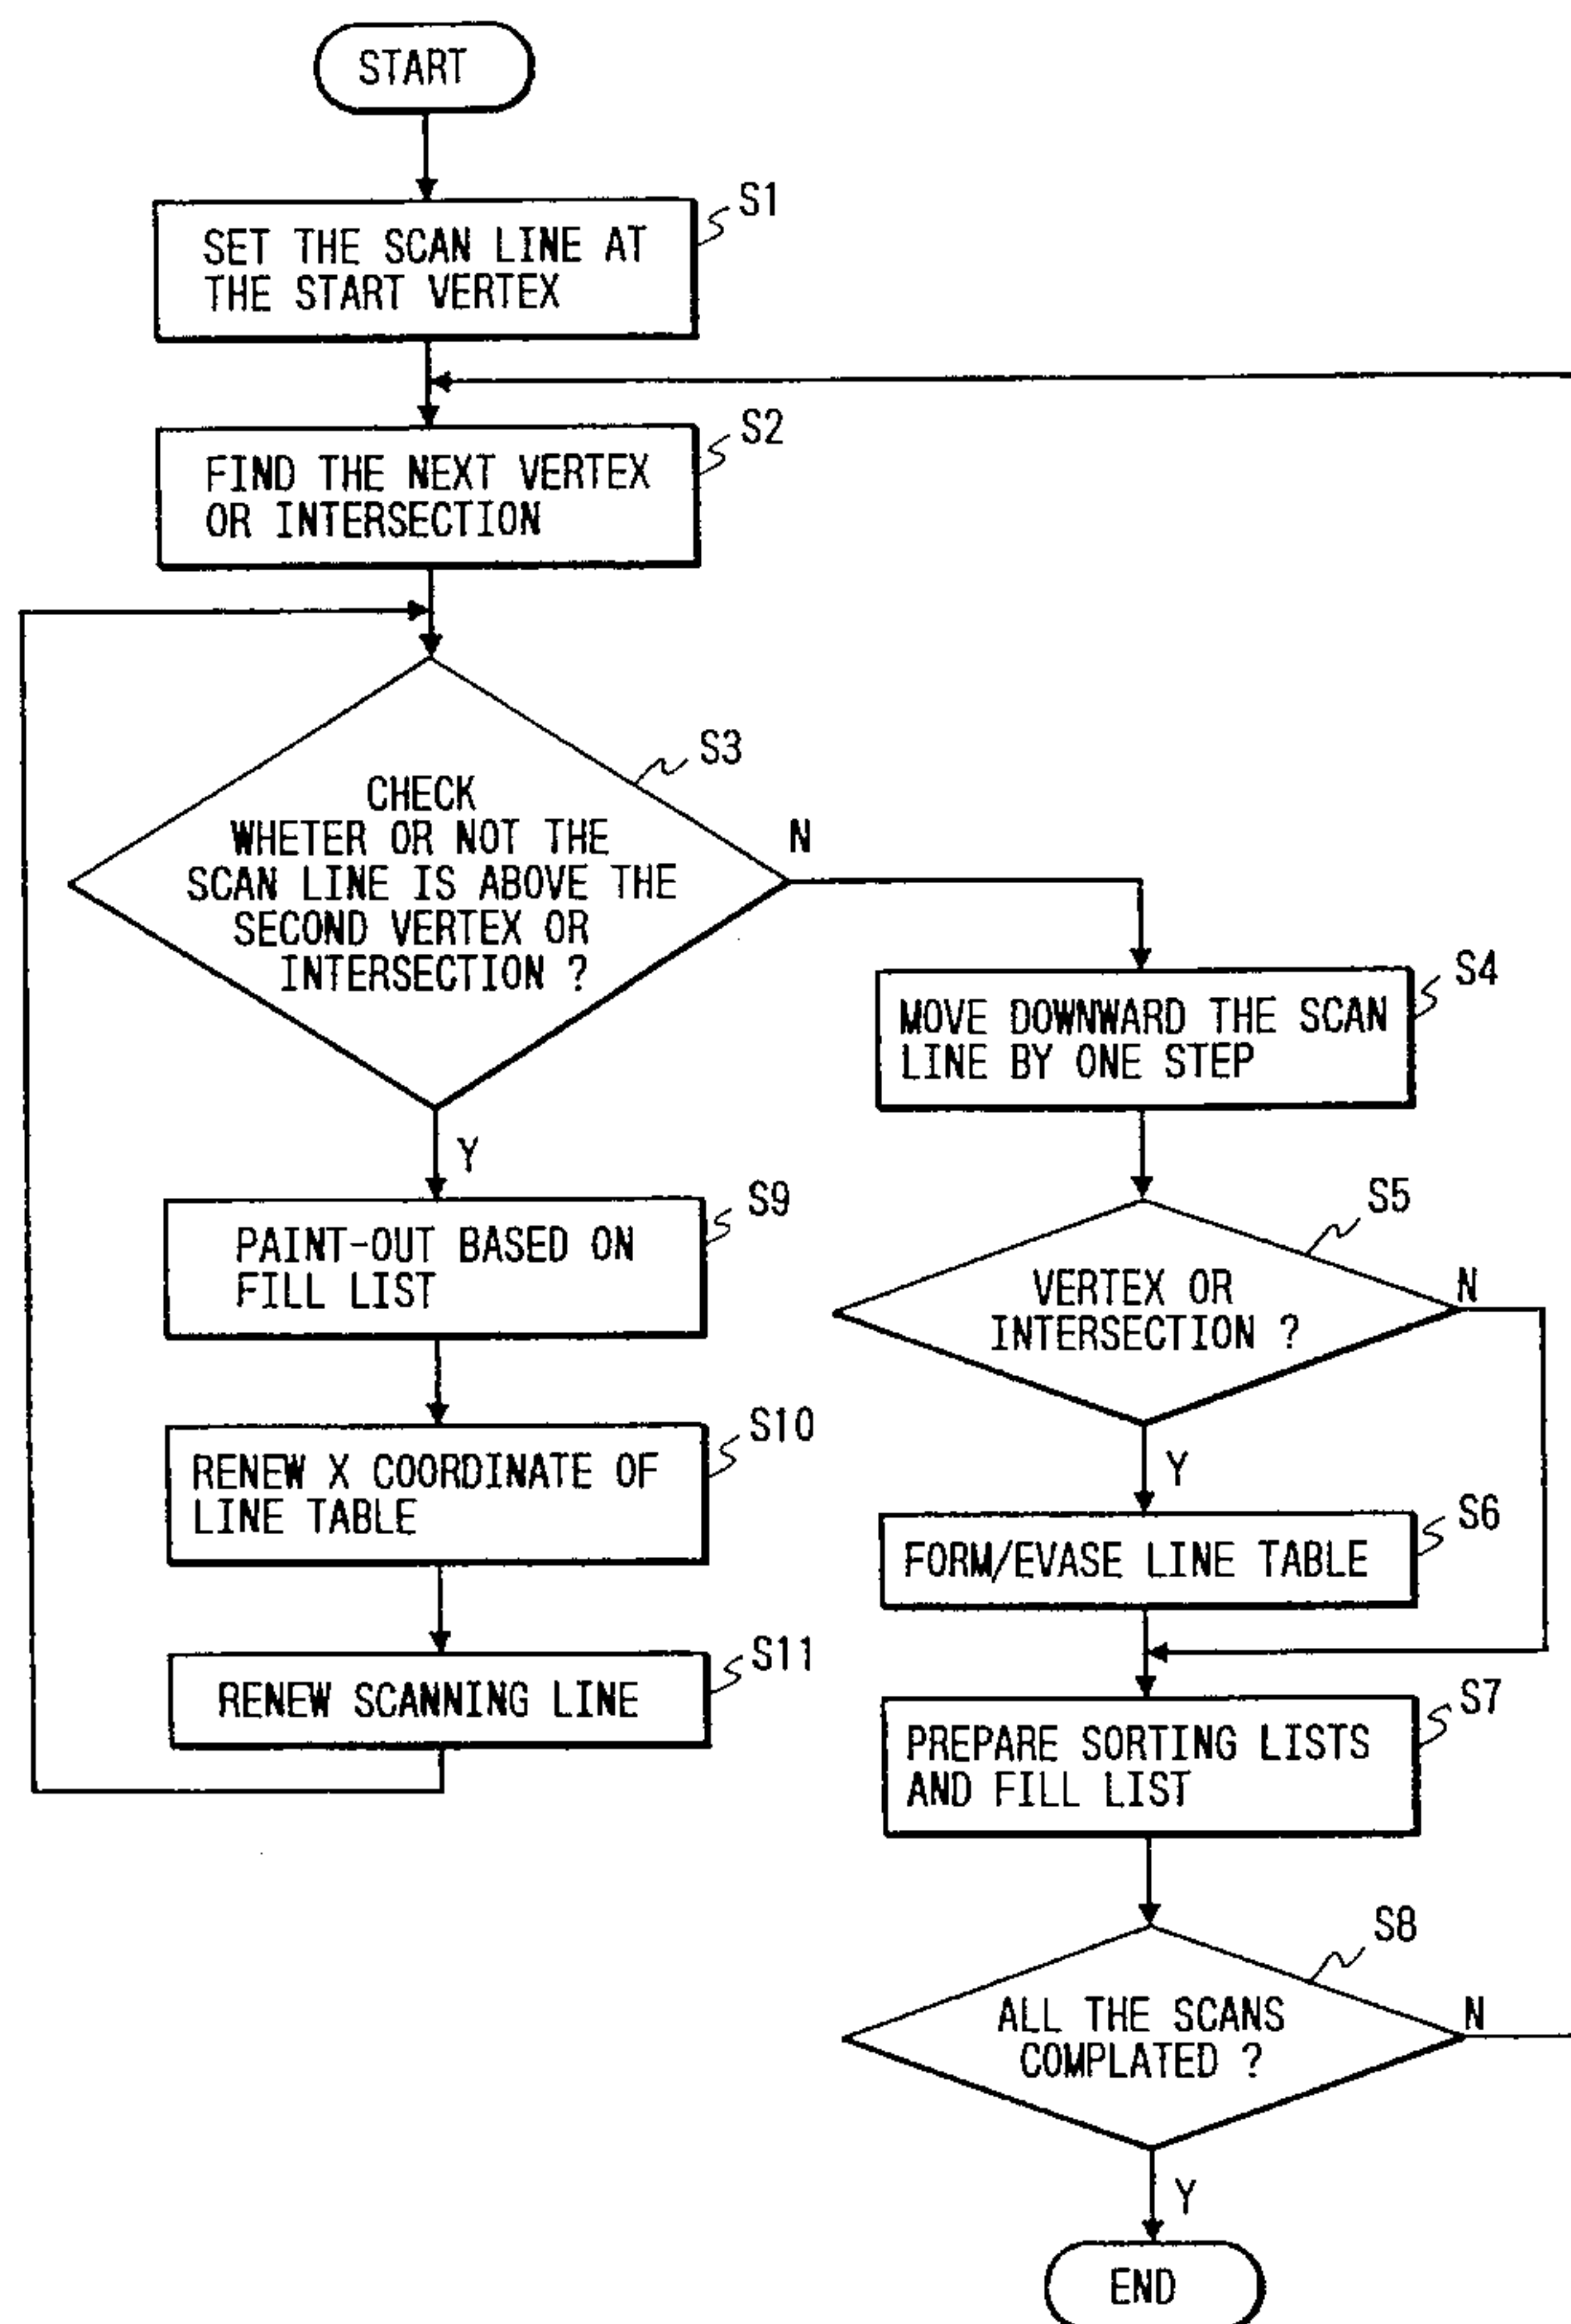 START
S1
SET THE SCAN LINE AT
THE START VERTEX
S2
FIND THE NEXT VERTEX
OR INTERSECTION
S3
CHECK
WHETER OR NOT THE
SCAN LINE IS ABOVE THE
SECOND VERTEX OR
INTERSECTION ?
N
Y
S4
MOVE DOWNWARD THE SCAN
LINE BY ONE STEP
S5
VERTEX OR
INTERSECTION ?
N
Y
S6
FORM/EVASE LINE TABLE
S7
PREPARE SORTING LISTS
AND FILL LIST
S8
ALL THE SCANS
COMPLATED ?
N
Y
END
S9
PAINT-OUT BASED ON
FILL LIST
S10
RENEW X COORDINATE OF
LINE TABLE
S11
RENEW SCANNING LINE